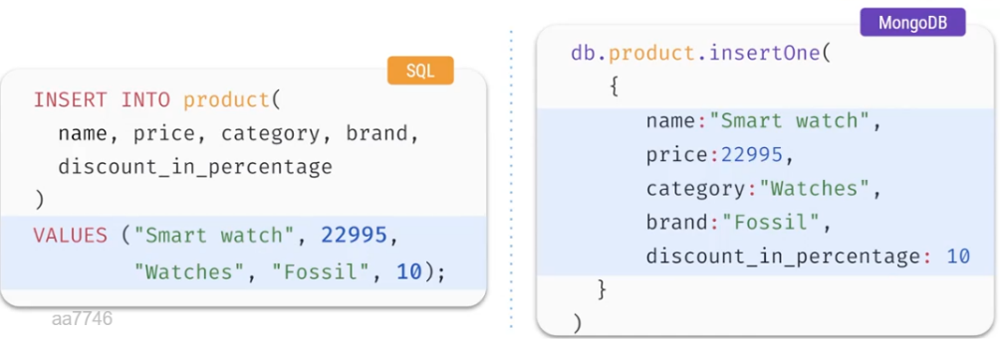 SQL
INSERT INTO product(
name, price, category, brand,
discount_in_percentage
)
VALUES ("Smart watch", 22995,
"Watches", "Fossil", 10);
aa7746
MongoDB
db.product.insertOne(
{
name:"Smart watch",
price:22995,
category:"Watches",
brand:"Fossil",
discount_in_percentage: 10
}
)